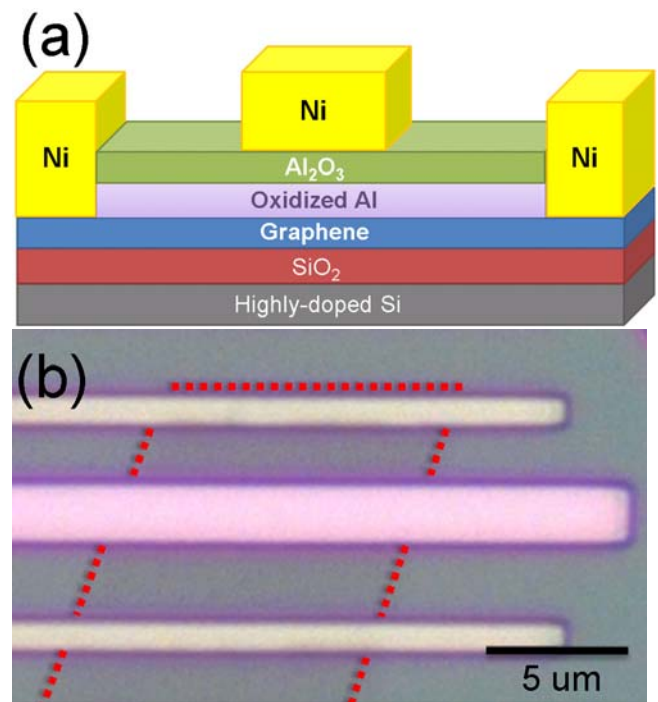 (a)
Ni
Ni
Ni
Al₂O₃
Oxidized Al
Graphene
SiO₂
Highly-doped Si
(b)
5 um